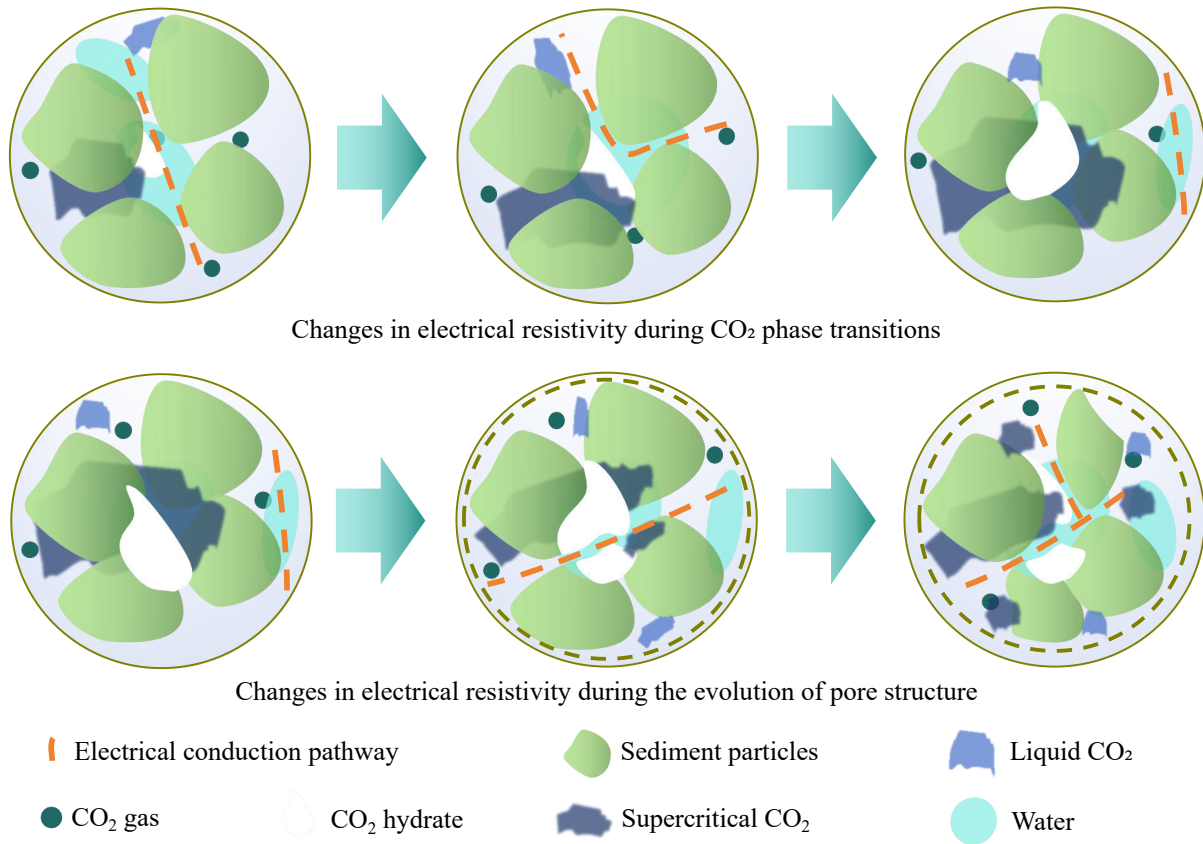 Changes in electrical resistivity during CO₂ phase transitions
Changes in electrical resistivity during the evolution of pore structure
Electrical conduction pathway
Sediment particles
Liquid CO₂
CO₂ gas
CO₂ hydrate
Supercritical CO₂
Water